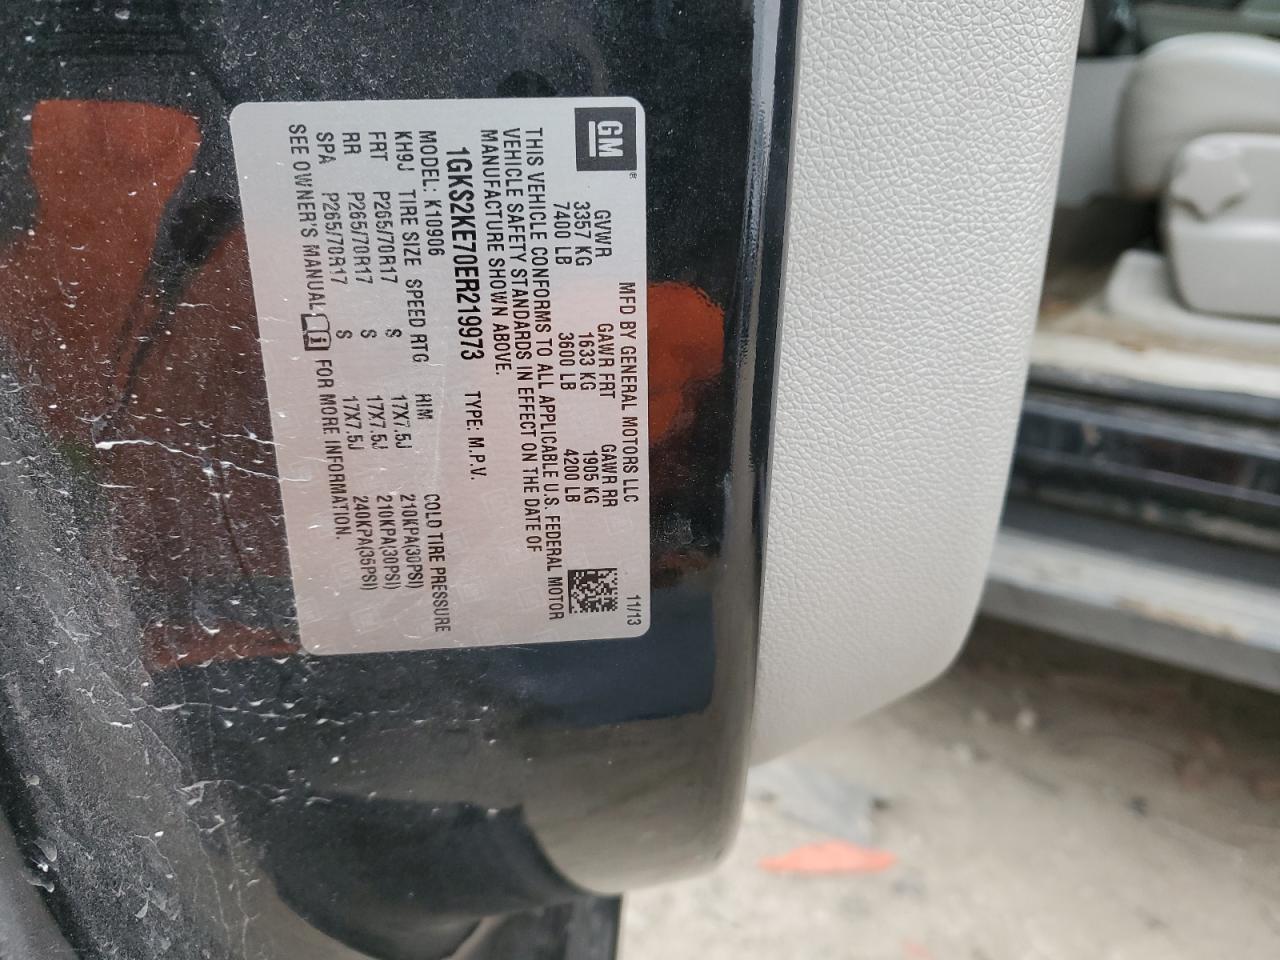 GM ® MFD BY GENERAL MOTORS LLC 11/13
GVWR GAWR FRT GAWR RR
3357 KG 1633 KG 1905 KG
7400 LB 3600 LB 4200 LB
THIS VEHICLE CONFORMS TO ALL APPLICABLE U.S. FEDERAL MOTOR
VEHICLE SAFETY STANDARDS IN EFFECT ON THE DATE OF
MANUFACTURE SHOWN ABOVE.
1GKS2KE70ER219973 TYPE: M.P.V.
MODEL: K10906
KH9J TIRE SIZE SPEED RTG RIM COLD TIRE PRESSURE
FRT P265/70R17 S 17X7.5J 210KPA(30PSI)
RR P265/70R17 S 17X7.5J 210KPA(30PSI)
SPA P265/70R17 S 17X7.5J 240KPA(35PSI)
SEE OWNER'S MANUAL i FOR MORE INFORMATION.